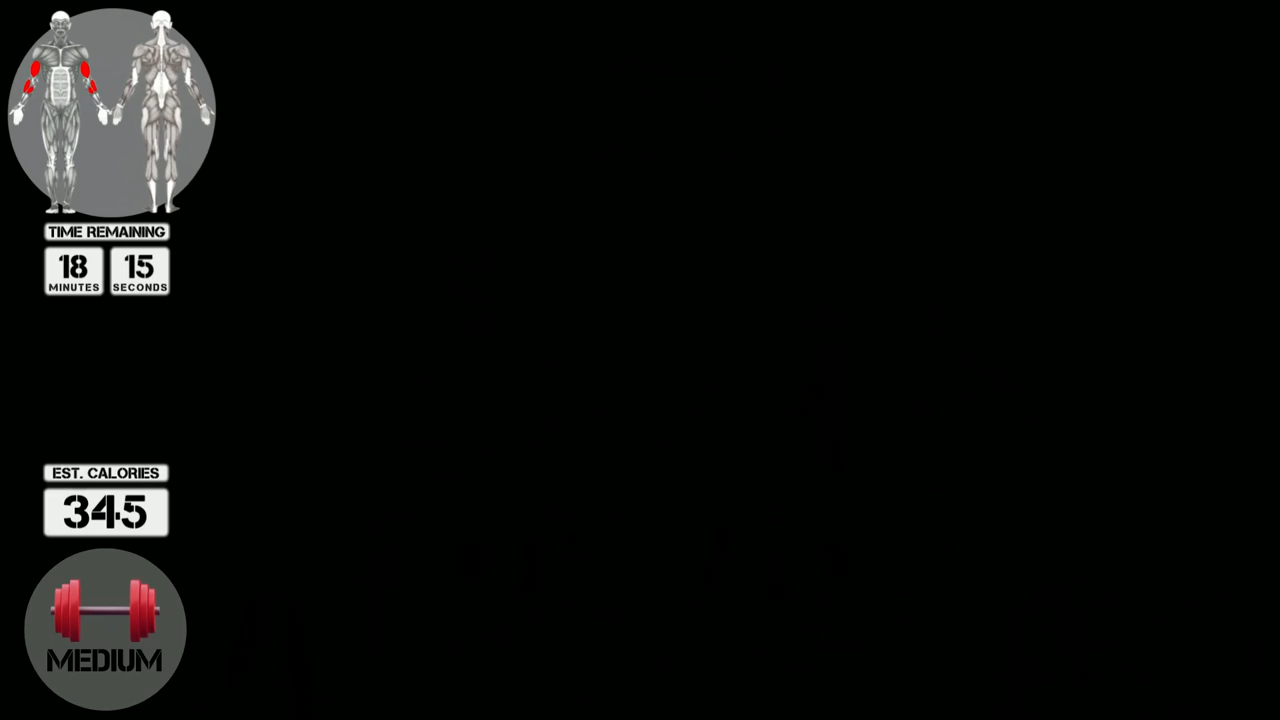 TIME REMAINING
18 15
MINUTES SECONDS
EST. CALORIES
345
MEDIUM